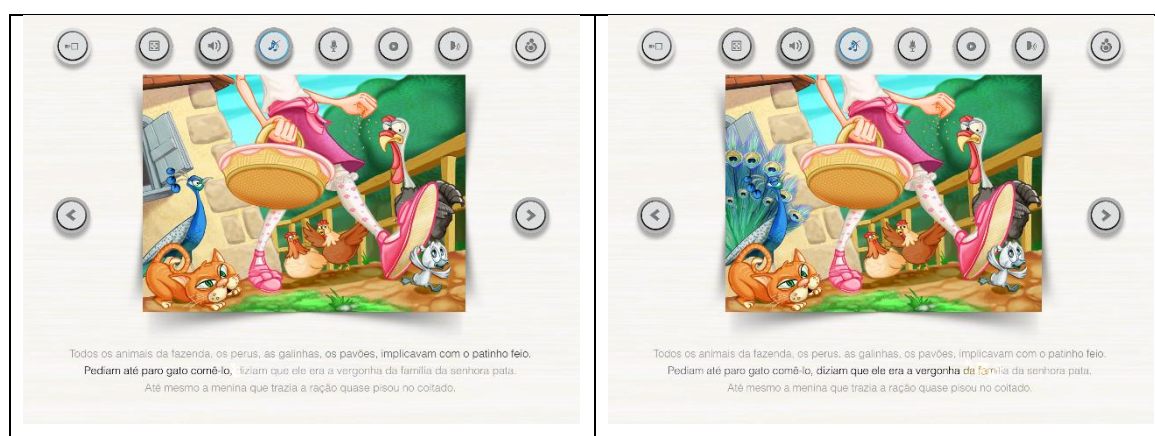 Todos os animais da fazenda, os perus, as galinhas, os pavões, implicavam com o patinho feio.
Pediam até paro gato comê-lo, diziam que ele era a vergonha da família da senhora pata.
Até mesmo a menina que trazia a ração quase pisou no coitado.
Todos os animais da fazenda, os perus, as galinhas, os pavões, implicavam com o patinho feio.
Pediam até paro gato comê-lo, diziam que ele era a vergonha da família da senhora pata.
Até mesmo a menina que trazia a ração quase pisou no coitado.